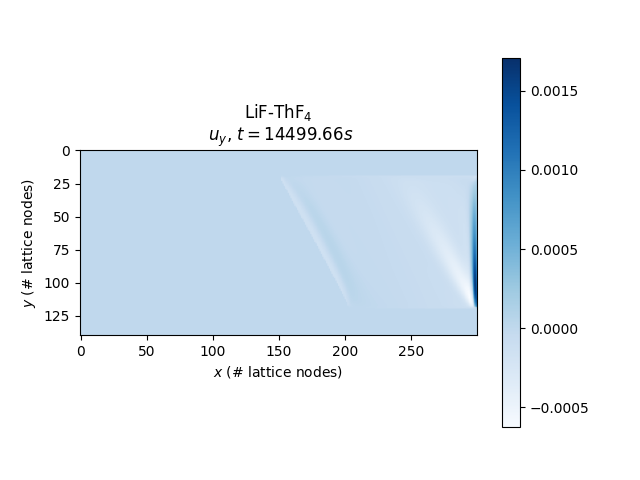 LiF-ThF₄
u_y, t = 14499.66s
0
25
50
75
100
125
y (# lattice nodes)
0 50 100 150 200 250
x (# lattice nodes)
0.0015
0.0010
0.0005
0.0000
−0.0005